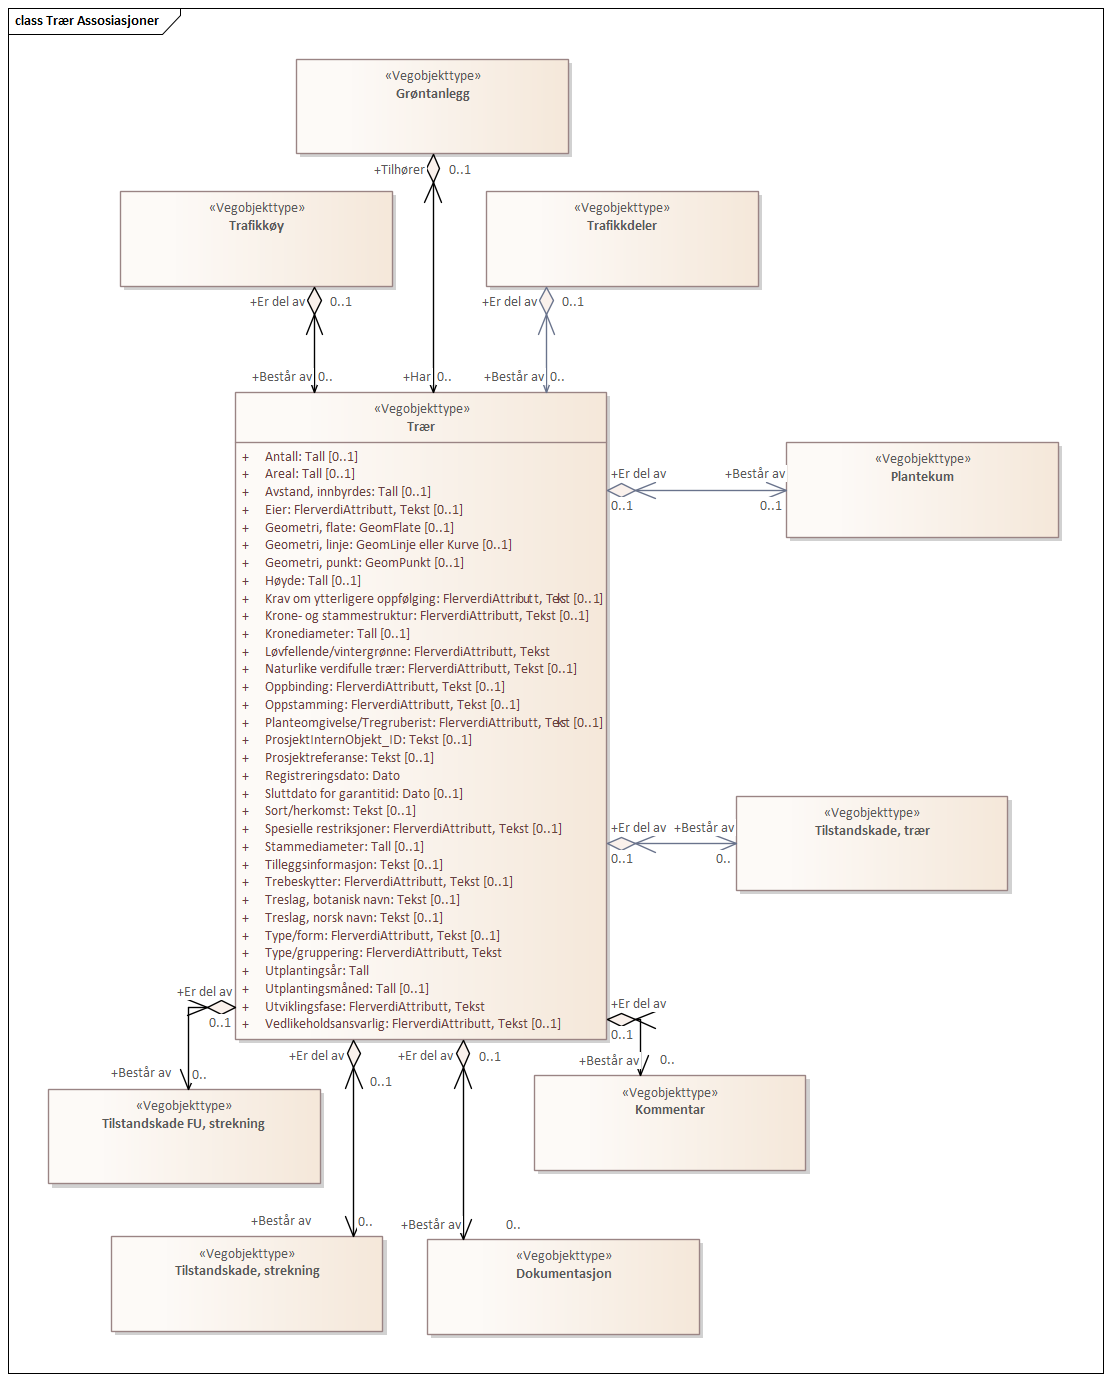 class Trær Assosiasjoner
«Vegobjekttype»
Grøntanlegg
+Tilhører 0..1
«Vegobjekttype»
Trafikkøy
«Vegobjekttype»
Trafikkdeler
+Er del av 0..1
+Er del av 0..1
+Består av 0..
+Har 0..
+Består av 0..
«Vegobjekttype»
Trær
+ Antall: Tall [0..1]
+ Areal: Tall [0..1]
+ Avstand, innbyrdes: Tall [0..1]
+ Eier: FlerverdiAttributt, Tekst [0..1]
+ Geometri, flate: GeomFlate [0..1]
+ Geometri, linje: GeomLinje eller Kurve [0..1]
+ Geometri, punkt: GeomPunkt [0..1]
+ Høyde: Tall [0..1]
+ Krav om ytterligere oppfølging: FlerverdiAttributt, Tekst [0..1]
+ Krone- og stammestruktur: FlerverdiAttributt, Tekst [0..1]
+ Kronediameter: Tall [0..1]
+ Løvfellende/vintergrønne: FlerverdiAttributt, Tekst
+ Naturlike verdifulle trær: FlerverdiAttributt, Tekst [0..1]
+ Oppbinding: FlerverdiAttributt, Tekst [0..1]
+ Oppstamming: FlerverdiAttributt, Tekst [0..1]
+ Planteomgivelse/Tregruberist: FlerverdiAttributt, Tekst [0..1]
+ ProsjektInternObjekt_ID: Tekst [0..1]
+ Prosjektreferanse: Tekst [0..1]
+ Registreringsdato: Dato
+ Sluttdato for garantitid: Dato [0..1]
+ Sort/herkomst: Tekst [0..1]
+ Spesielle restriksjoner: FlerverdiAttributt, Tekst [0..1]
+ Stammediameter: Tall [0..1]
+ Tilleggsinformasjon: Tekst [0..1]
+ Trebeskytter: FlerverdiAttributt, Tekst [0..1]
+ Treslag, botanisk navn: Tekst [0..1]
+ Treslag, norsk navn: Tekst [0..1]
+ Type/form: FlerverdiAttributt, Tekst [0..1]
+ Type/gruppering: FlerverdiAttributt, Tekst
+ Utplantingsår: Tall
+ Utplantingsmåned: Tall [0..1]
+ Utviklingsfase: FlerverdiAttributt, Tekst
+ Vedlikeholdsansvarlig: FlerverdiAttributt, Tekst [0..1]
+Er del av +Består av
0..1 0..1
«Vegobjekttype»
Plantekum
+Er del av +Består av
0..1 0..
«Vegobjekttype»
Tilstandskade, trær
+Er del av
0..1
+Består av 0..
«Vegobjekttype»
Tilstandskade FU, strekning
+Er del av
0..1
+Består av 0..
«Vegobjekttype»
Tilstandskade, strekning
+Er del av 0..1
+Består av 0..
«Vegobjekttype»
Dokumentasjon
+Er del av
0..1
+Består av 0..
«Vegobjekttype»
Kommentar